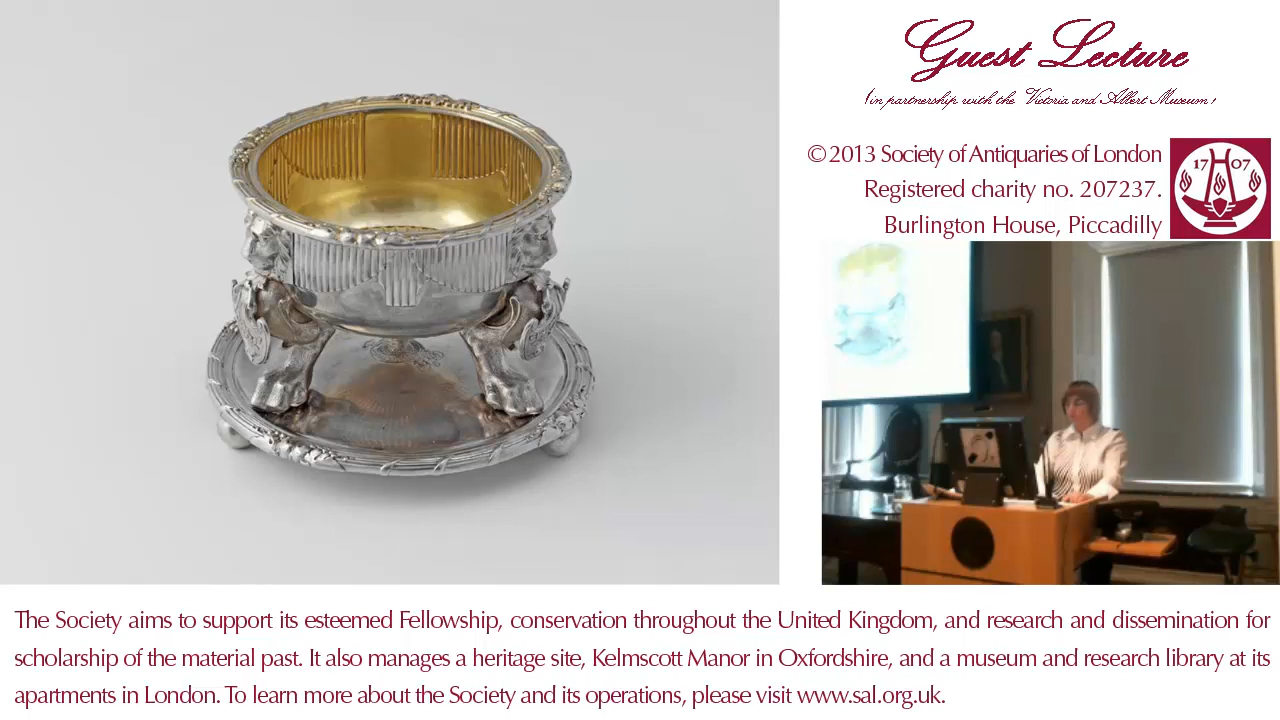 Guest Lecture
(in partnership with the Victoria and Albert Museum)
© 2013 Society of Antiquaries of London
Registered charity no. 207237.
Burlington House, Piccadilly
17 07
The Society aims to support its esteemed Fellowship, conservation throughout the United Kingdom, and research and dissemination for
scholarship of the material past. It also manages a heritage site, Kelmscott Manor in Oxfordshire, and a museum and research library at its
apartments in London. To learn more about the Society and its operations, please visit www.sal.org.uk.